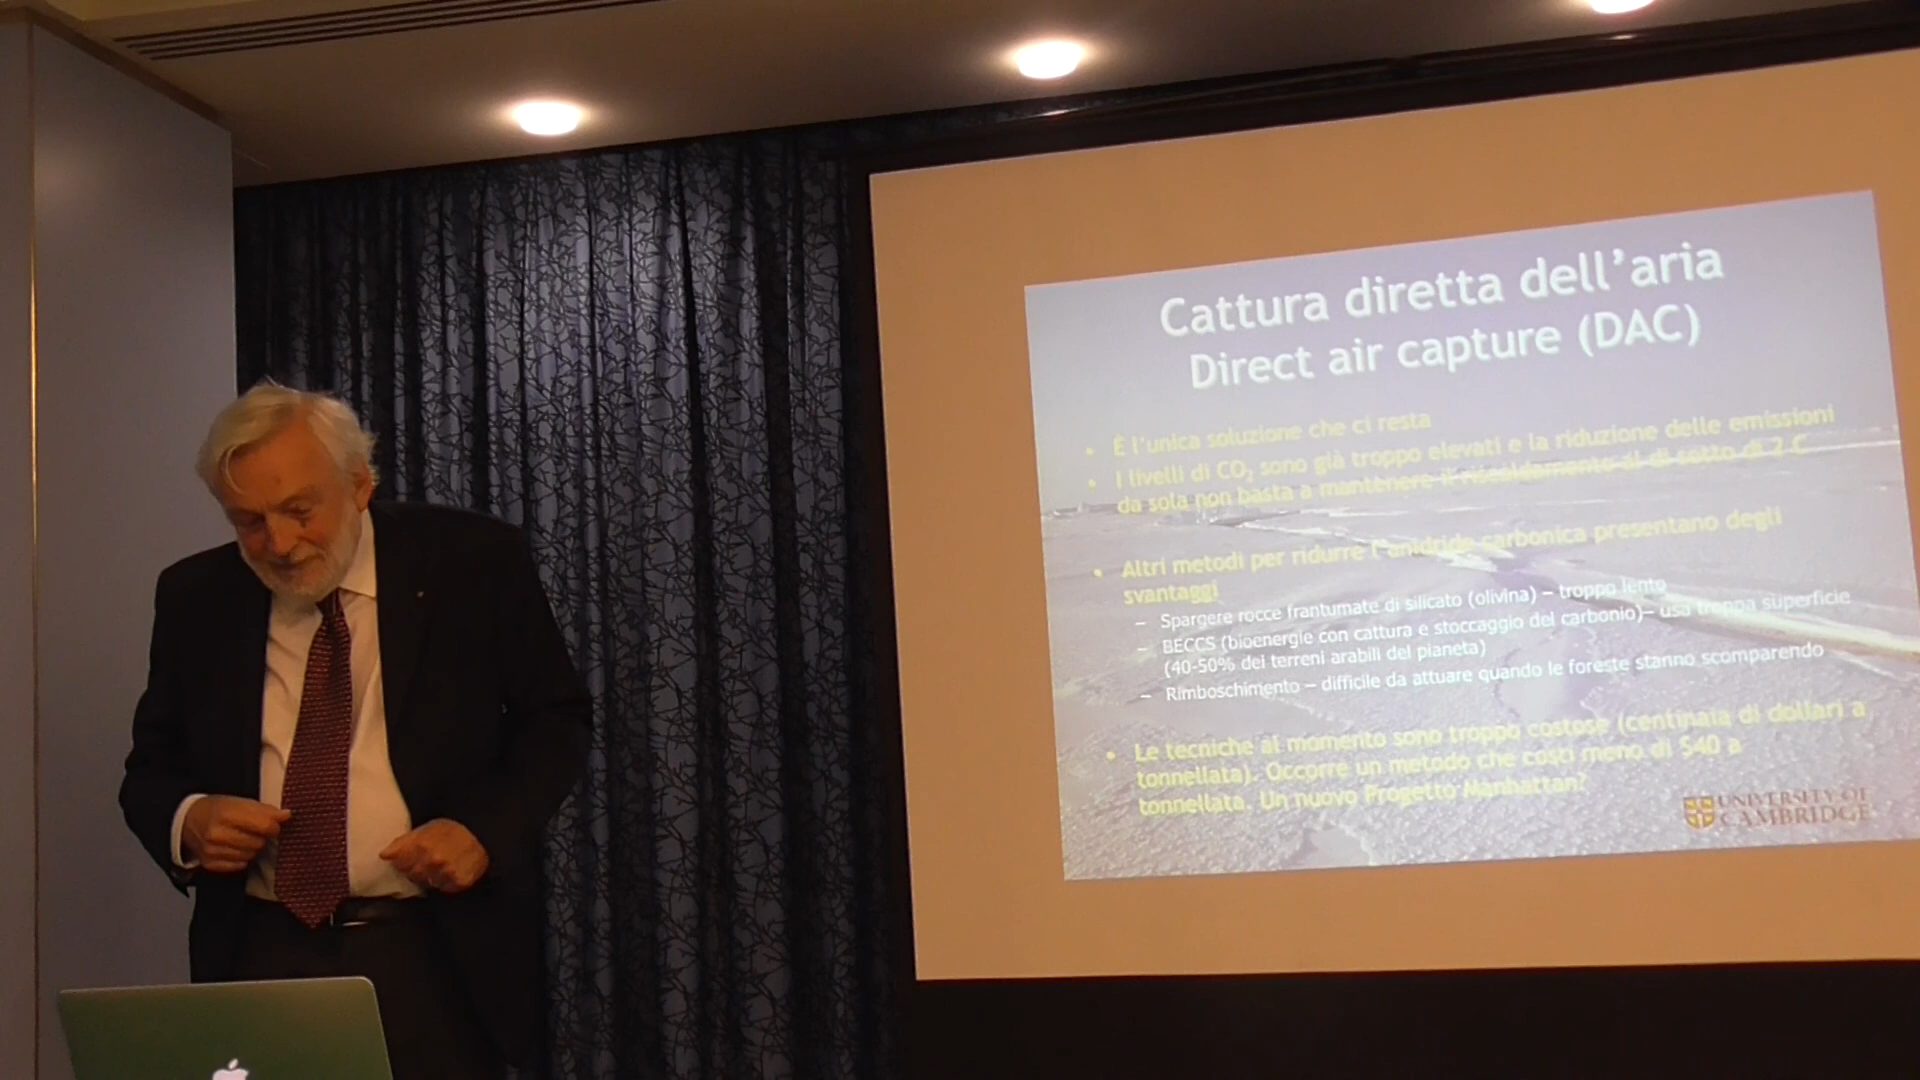 Cattura diretta dell'aria
Direct air capture (DAC)
• È l'unica soluzione che ci resta
• I livelli di CO₂ sono già troppo elevati e la riduzione delle emissioni
da sola non basta a mantenere il riscaldamento al di sotto di 2 C
• Altri metodi per ridurre l'anidride carbonica presentano degli
svantaggi
– Spargere rocce frantumate di silicato (olivina) – troppo lento
– BECCS (bioenergie con cattura e stoccaggio del carbonio)– usa troppa superficie
(40-50% dei terreni arabili del pianeta)
– Rimboschimento – difficile da attuare quando le foreste stanno scomparendo
• Le tecniche al momento sono troppo costose (centinaia di dollari a
tonnellata). Occorre un metodo che costi meno di $40 a
tonnellata. Un nuovo Progetto Manhattan?
UNIVERSITY OF
CAMBRIDGE